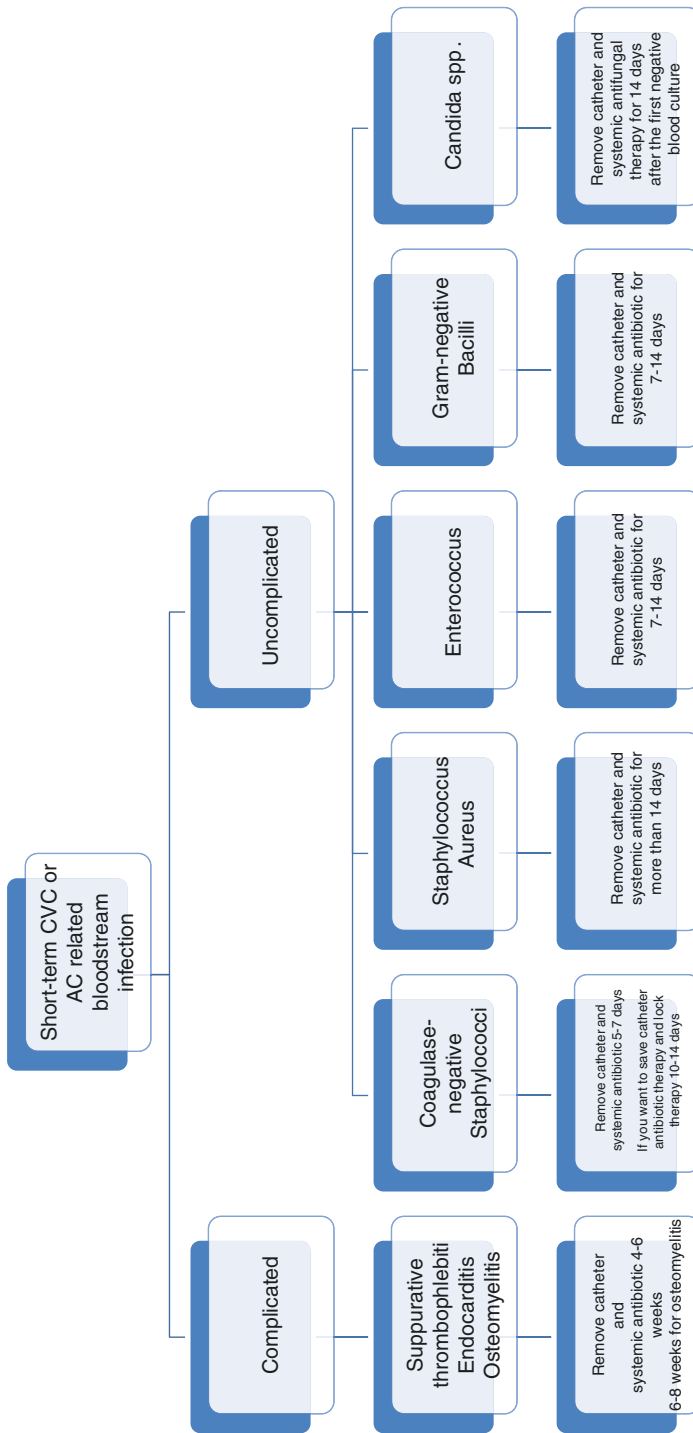 Short-term CVC or
AC related
bloodstream
infection
Complicated
Suppurative
thrombophlebiti
Endocarditis
Osteomyelitis
Remove catheter
and
systemic antibiotic 4-6
weeks
6-8 weeks for osteomyelitis
Uncomplicated
Coagulase-
negative
Staphylococci
Remove catheter and
systemic antibiotic 5-7 days
If you want to save catheter
antibiotic therapy and lock
therapy 10-14 days
Staphylococcus
Aureus
Remove catheter and
systemic antibiotic for
more than 14 days
Enterococcus
Remove catheter and
systemic antibiotic for
7-14 days
Gram-negative
Bacilli
Remove catheter and
systemic antibiotic for
7-14 days
Candida spp.
Remove catheter and
systemic antifungal
therapy for 14 days
after the first negative
blood culture